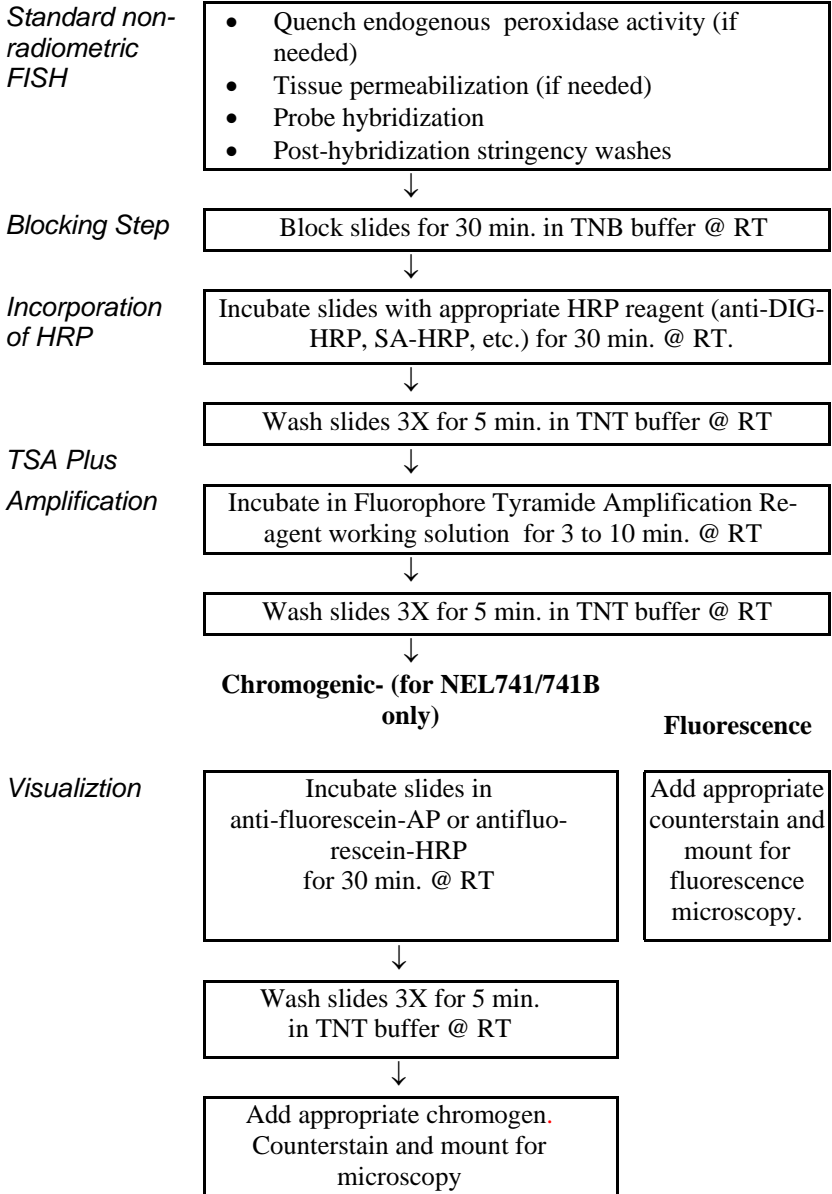 Standard non-
radiometric
FISH
• Quench endogenous peroxidase activity (if
needed)
• Tissue permeabilization (if needed)
• Probe hybridization
• Post-hybridization stringency washes
↓
Blocking Step
Block slides for 30 min. in TNB buffer @ RT
↓
Incorporation
of HRP
Incubate slides with appropriate HRP reagent (anti-DIG-
HRP, SA-HRP, etc.) for 30 min. @ RT.
↓
Wash slides 3X for 5 min. in TNT buffer @ RT
TSA Plus
↓
Amplification
Incubate in Fluorophore Tyramide Amplification Re-
agent working solution for 3 to 10 min. @ RT
↓
Wash slides 3X for 5 min. in TNT buffer @ RT
↓
Chromogenic- (for NEL741/741B
only)
Fluorescence
Visualiztion
Incubate slides in
anti-fluorescein-AP or antifluo-
rescein-HRP
for 30 min. @ RT
Add appropriate
counterstain and
mount for
fluorescence
microscopy.
↓
Wash slides 3X for 5 min.
in TNT buffer @ RT
↓
Add appropriate chromogen.
Counterstain and mount for
microscopy